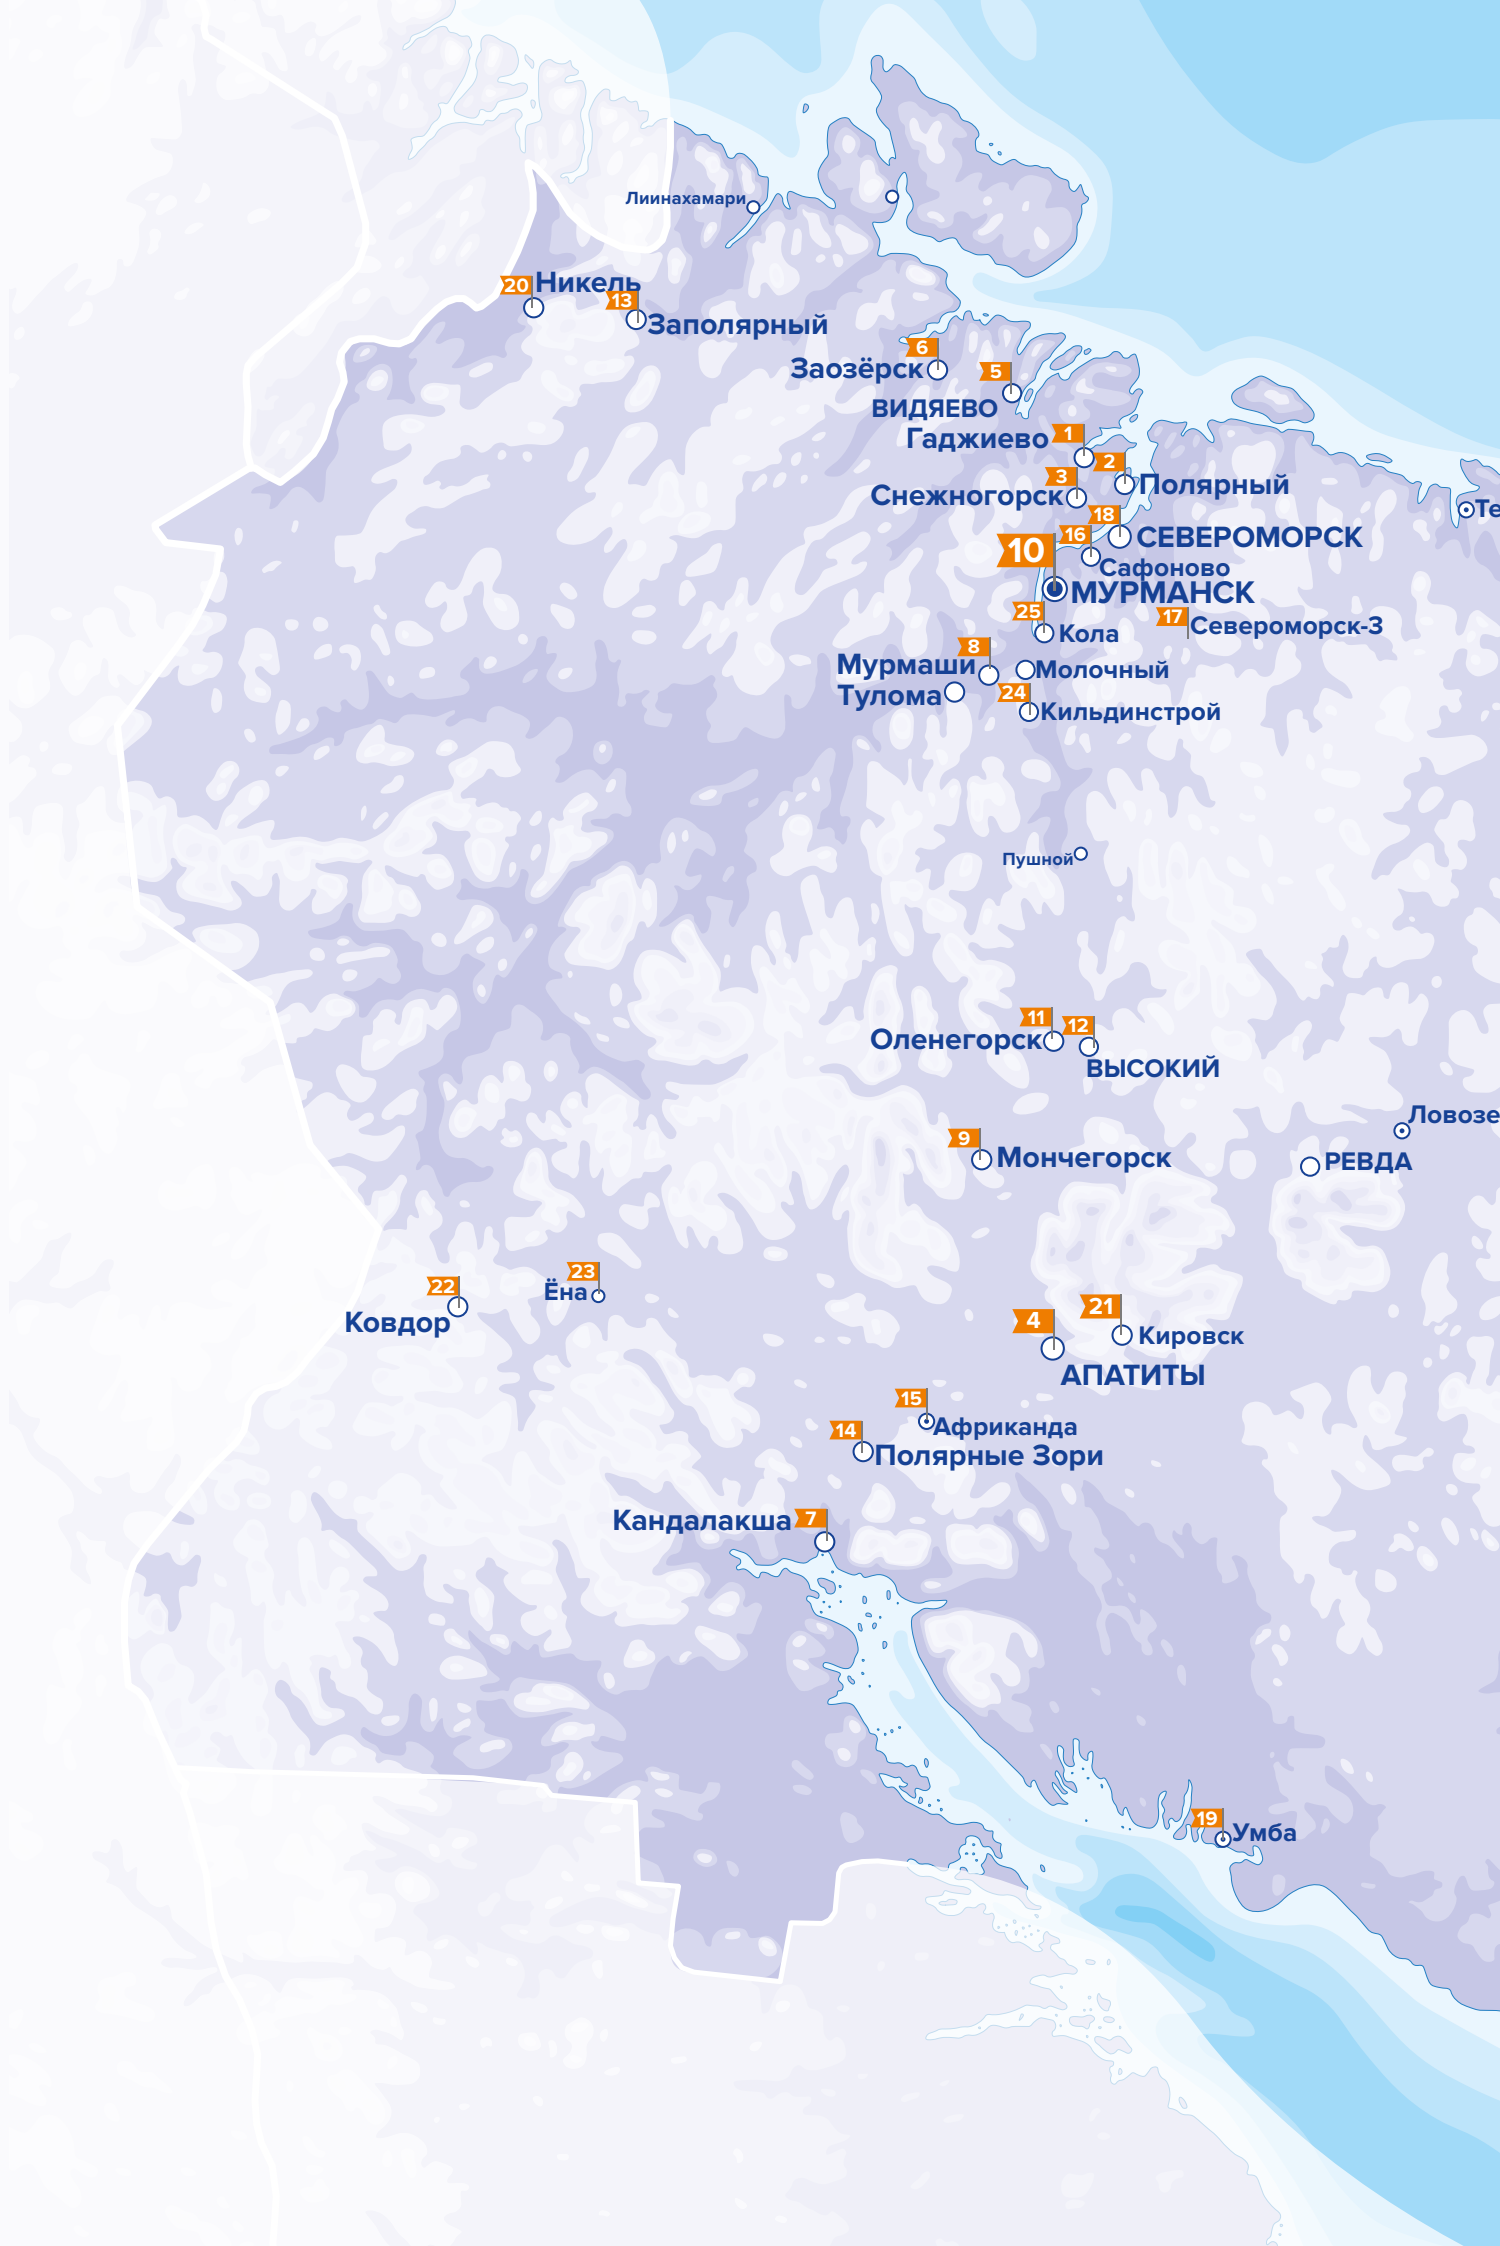 Лиинахамари
20
Никель
13
Заполярный
6
Заозёрск
5
ВИДЯЕВО
Гаджиево
1
2
3
Снежногорск
Полярный
Те
18
СЕВЕРОМОРСК
16
10
Сафоново
МУРМАНСК
25
17
Кола
Североморск-3
8
Мурмаши
Молочный
Тулома
24
Кильдинстрой
Пушной
11
12
Оленегорск
ВЫСОКИЙ
Ловозе
9
Мончегорск
РЕВДА
22
Ковдор
23
Ёна
4
21
Кировск
АПАТИТЫ
15
Африканда
14
Полярные Зори
Кандалакша
7
19
Умба